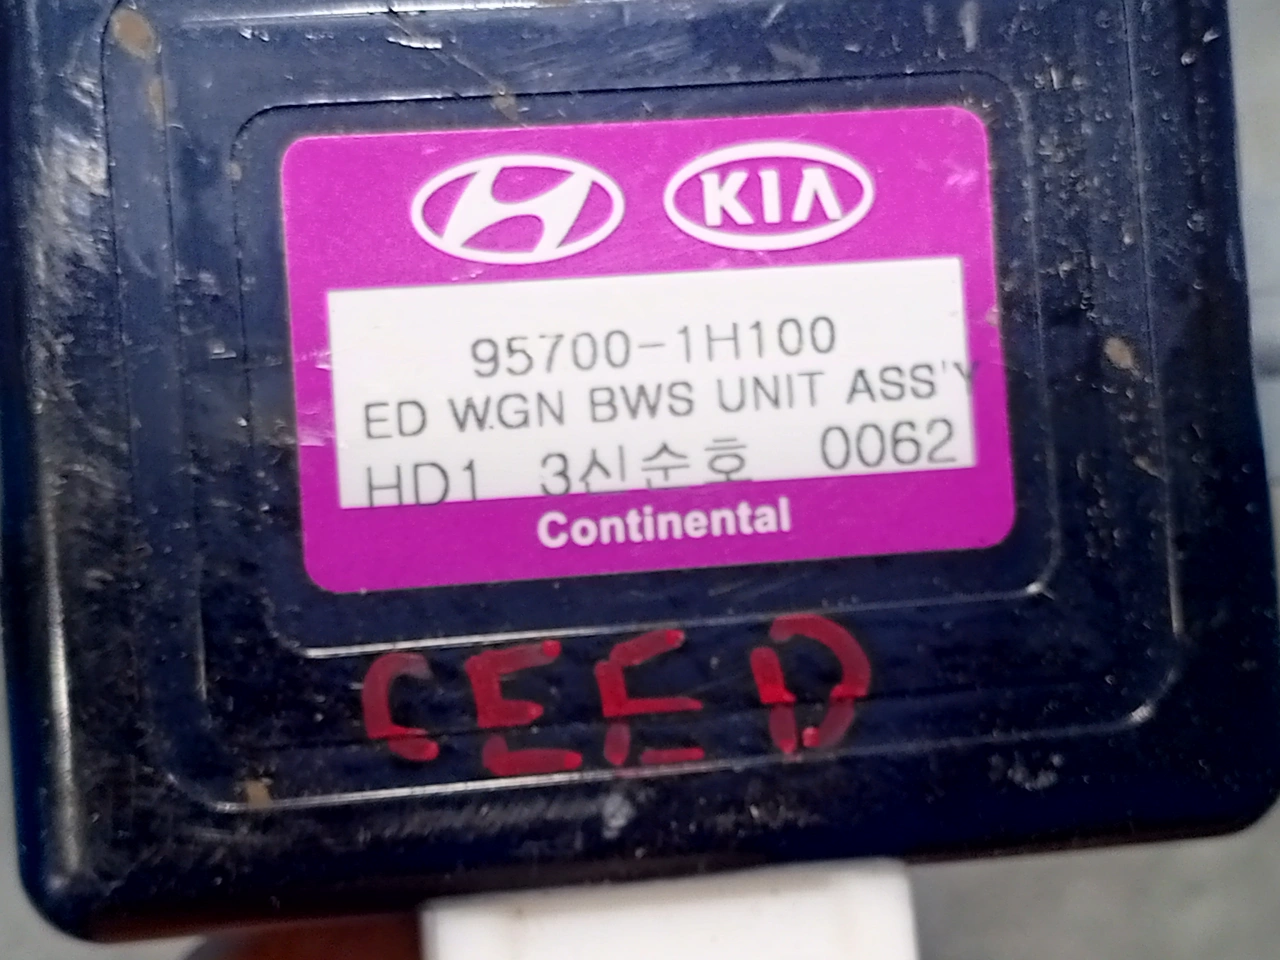 KIA
95700-1H100
ED W.GN BWS UNIT ASS'Y
HD1 3신순호 0062
Continental
CEED